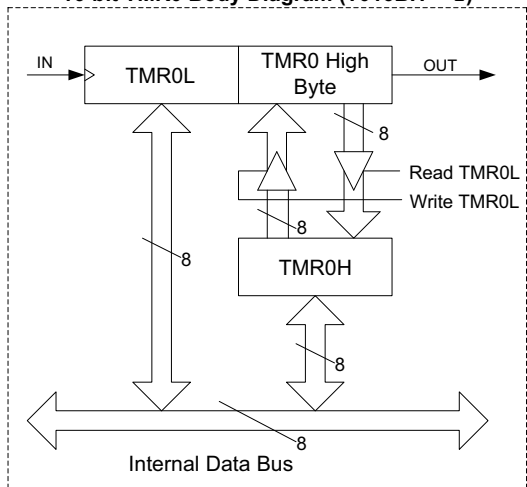 IN
TMR0L
TMR0 High
Byte
OUT
8
Read TMR0L
Write TMR0L
8
8
TMR0H
8
8
Internal Data Bus